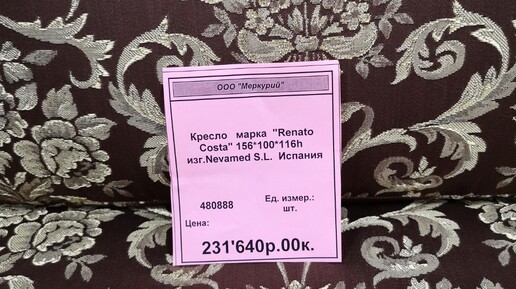 ООО "Меркурий"
Кресло марка "Renato
Costa" 156*100*116h
изг.Nevamed S.L. Испания
480888
Ед. измер.:
шт.
Цена:
231'640р.00к.